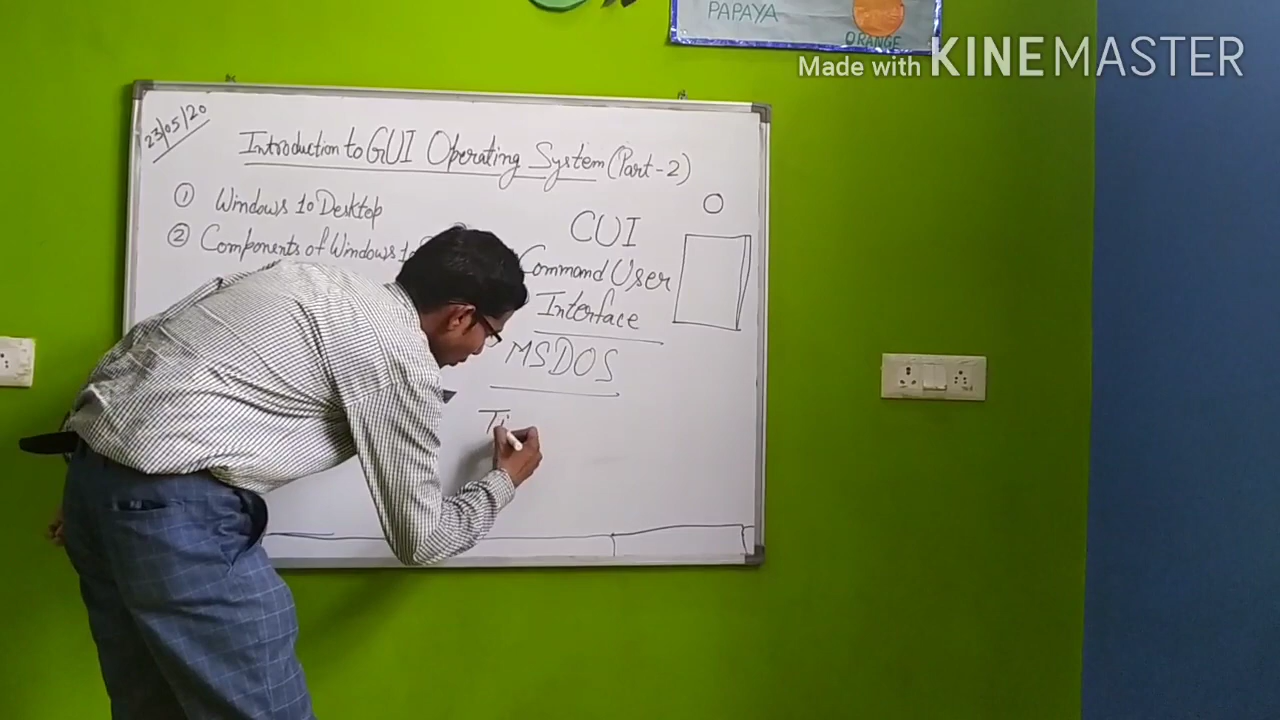 PAPAYA
ORANGE
Made with KINEMASTER
23/05/20
Introduction to GUI Operating System (Part-2)
① Windows 10 Desktop
② Components of Windows 10
CUI
Command User
Interface
MSDOS